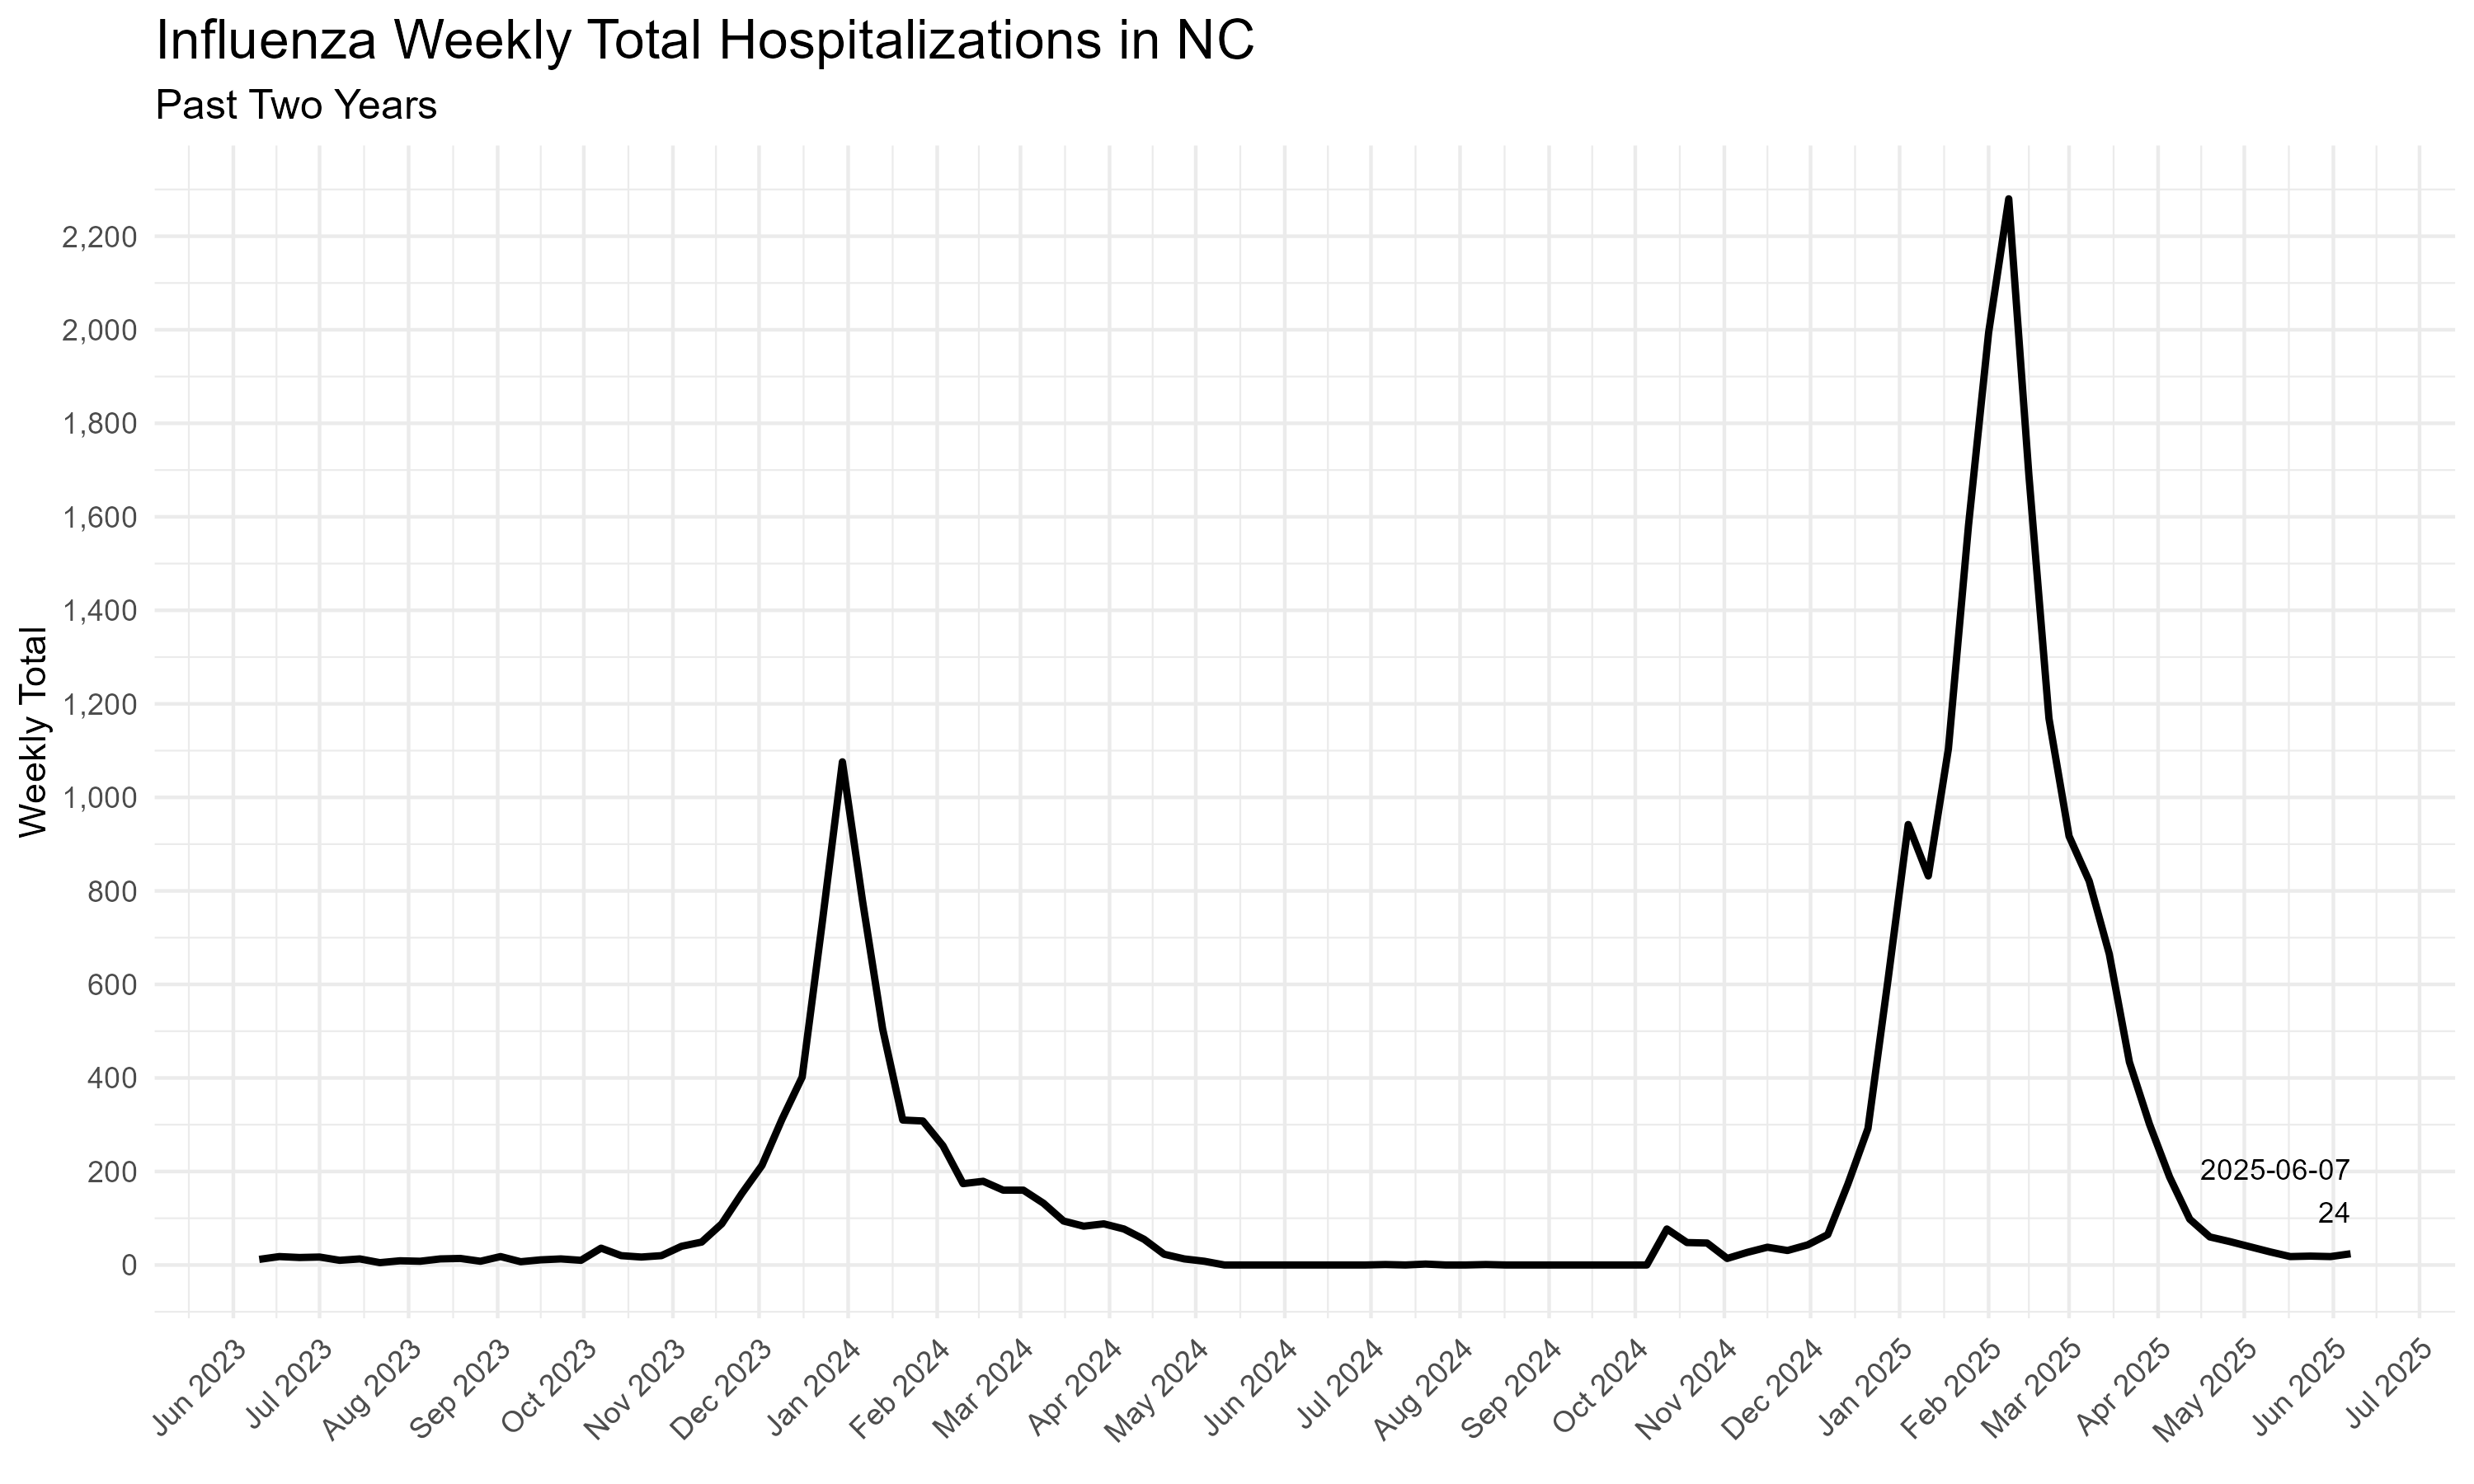 Influenza Weekly Total Hospitalizations in NC
Past Two Years
Weekly Total
2,200
2,000
1,800
1,600
1,400
1,200
1,000
800
600
400
200
0
2025-06-07
24
Jun 2023
Jul 2023
Aug 2023
Sep 2023
Oct 2023
Nov 2023
Dec 2023
Jan 2024
Feb 2024
Mar 2024
Apr 2024
May 2024
Jun 2024
Jul 2024
Aug 2024
Sep 2024
Oct 2024
Nov 2024
Dec 2024
Jan 2025
Feb 2025
Mar 2025
Apr 2025
May 2025
Jun 2025
Jul 2025